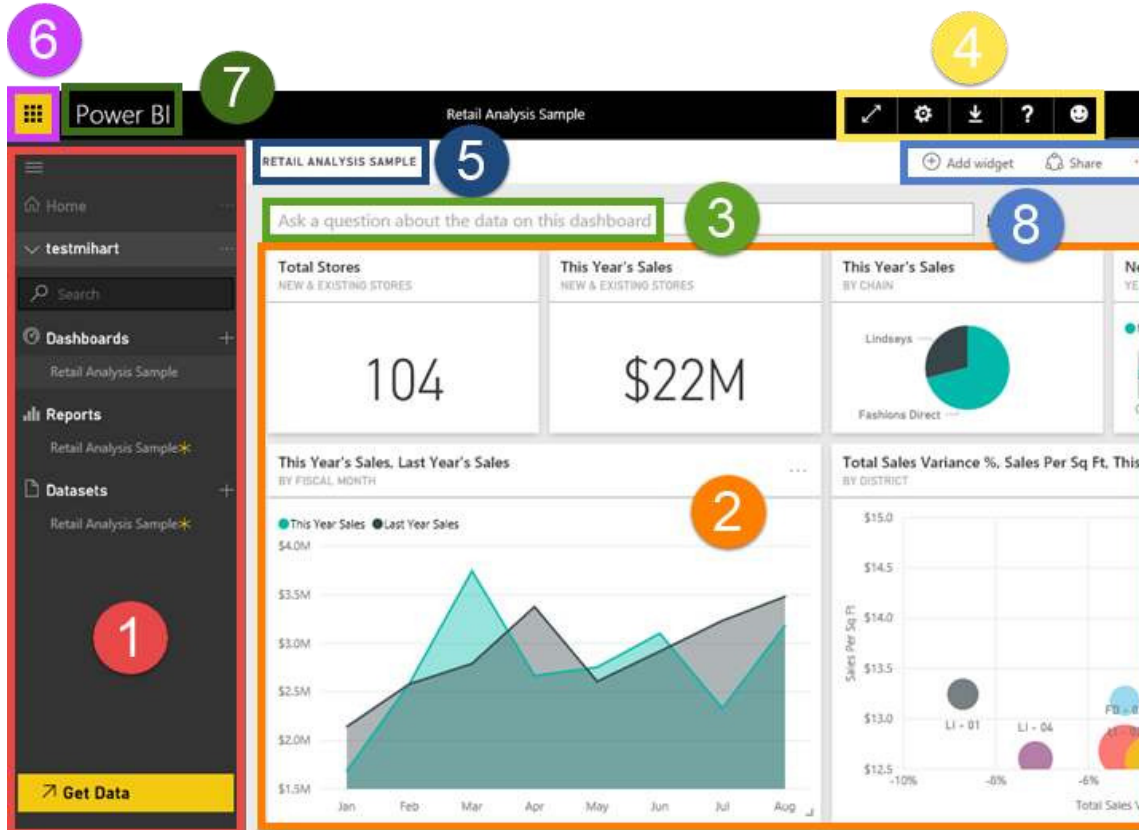 6
4
7
Power BI
Retail Analysis Sample
?
RETAIL ANALYSIS SAMPLE
5
Add widget
Share
Home
Ask a question about the data on this dashboard
3
8
testmihart
Search
Dashboards
Retail Analysis Sample
Reports
Retail Analysis Sample
Datasets
Retail Analysis Sample
1
Get Data
Total Stores
NEW & EXISTING STORES
104
This Year's Sales
NEW & EXISTING STORES
$22M
This Year's Sales
BY CHAIN
Lindseys
Fashions Direct
This Year's Sales, Last Year's Sales
BY FISCAL MONTH
2
This Year Sales Last Year Sales
$4.0M
$3.5M
$3.0M
$2.5M
$2.0M
$1.5M
Jan Feb Mar Apr May Jun Jul Aug
Total Sales Variance %, Sales Per Sq Ft, This
BY DISTRICT
Sales Per Sq Ft
$15.0
$14.5
$14.0
$13.5
$13.0
$12.5
LI - 01
LI - 04
-10% -8% -6%
Total Sales